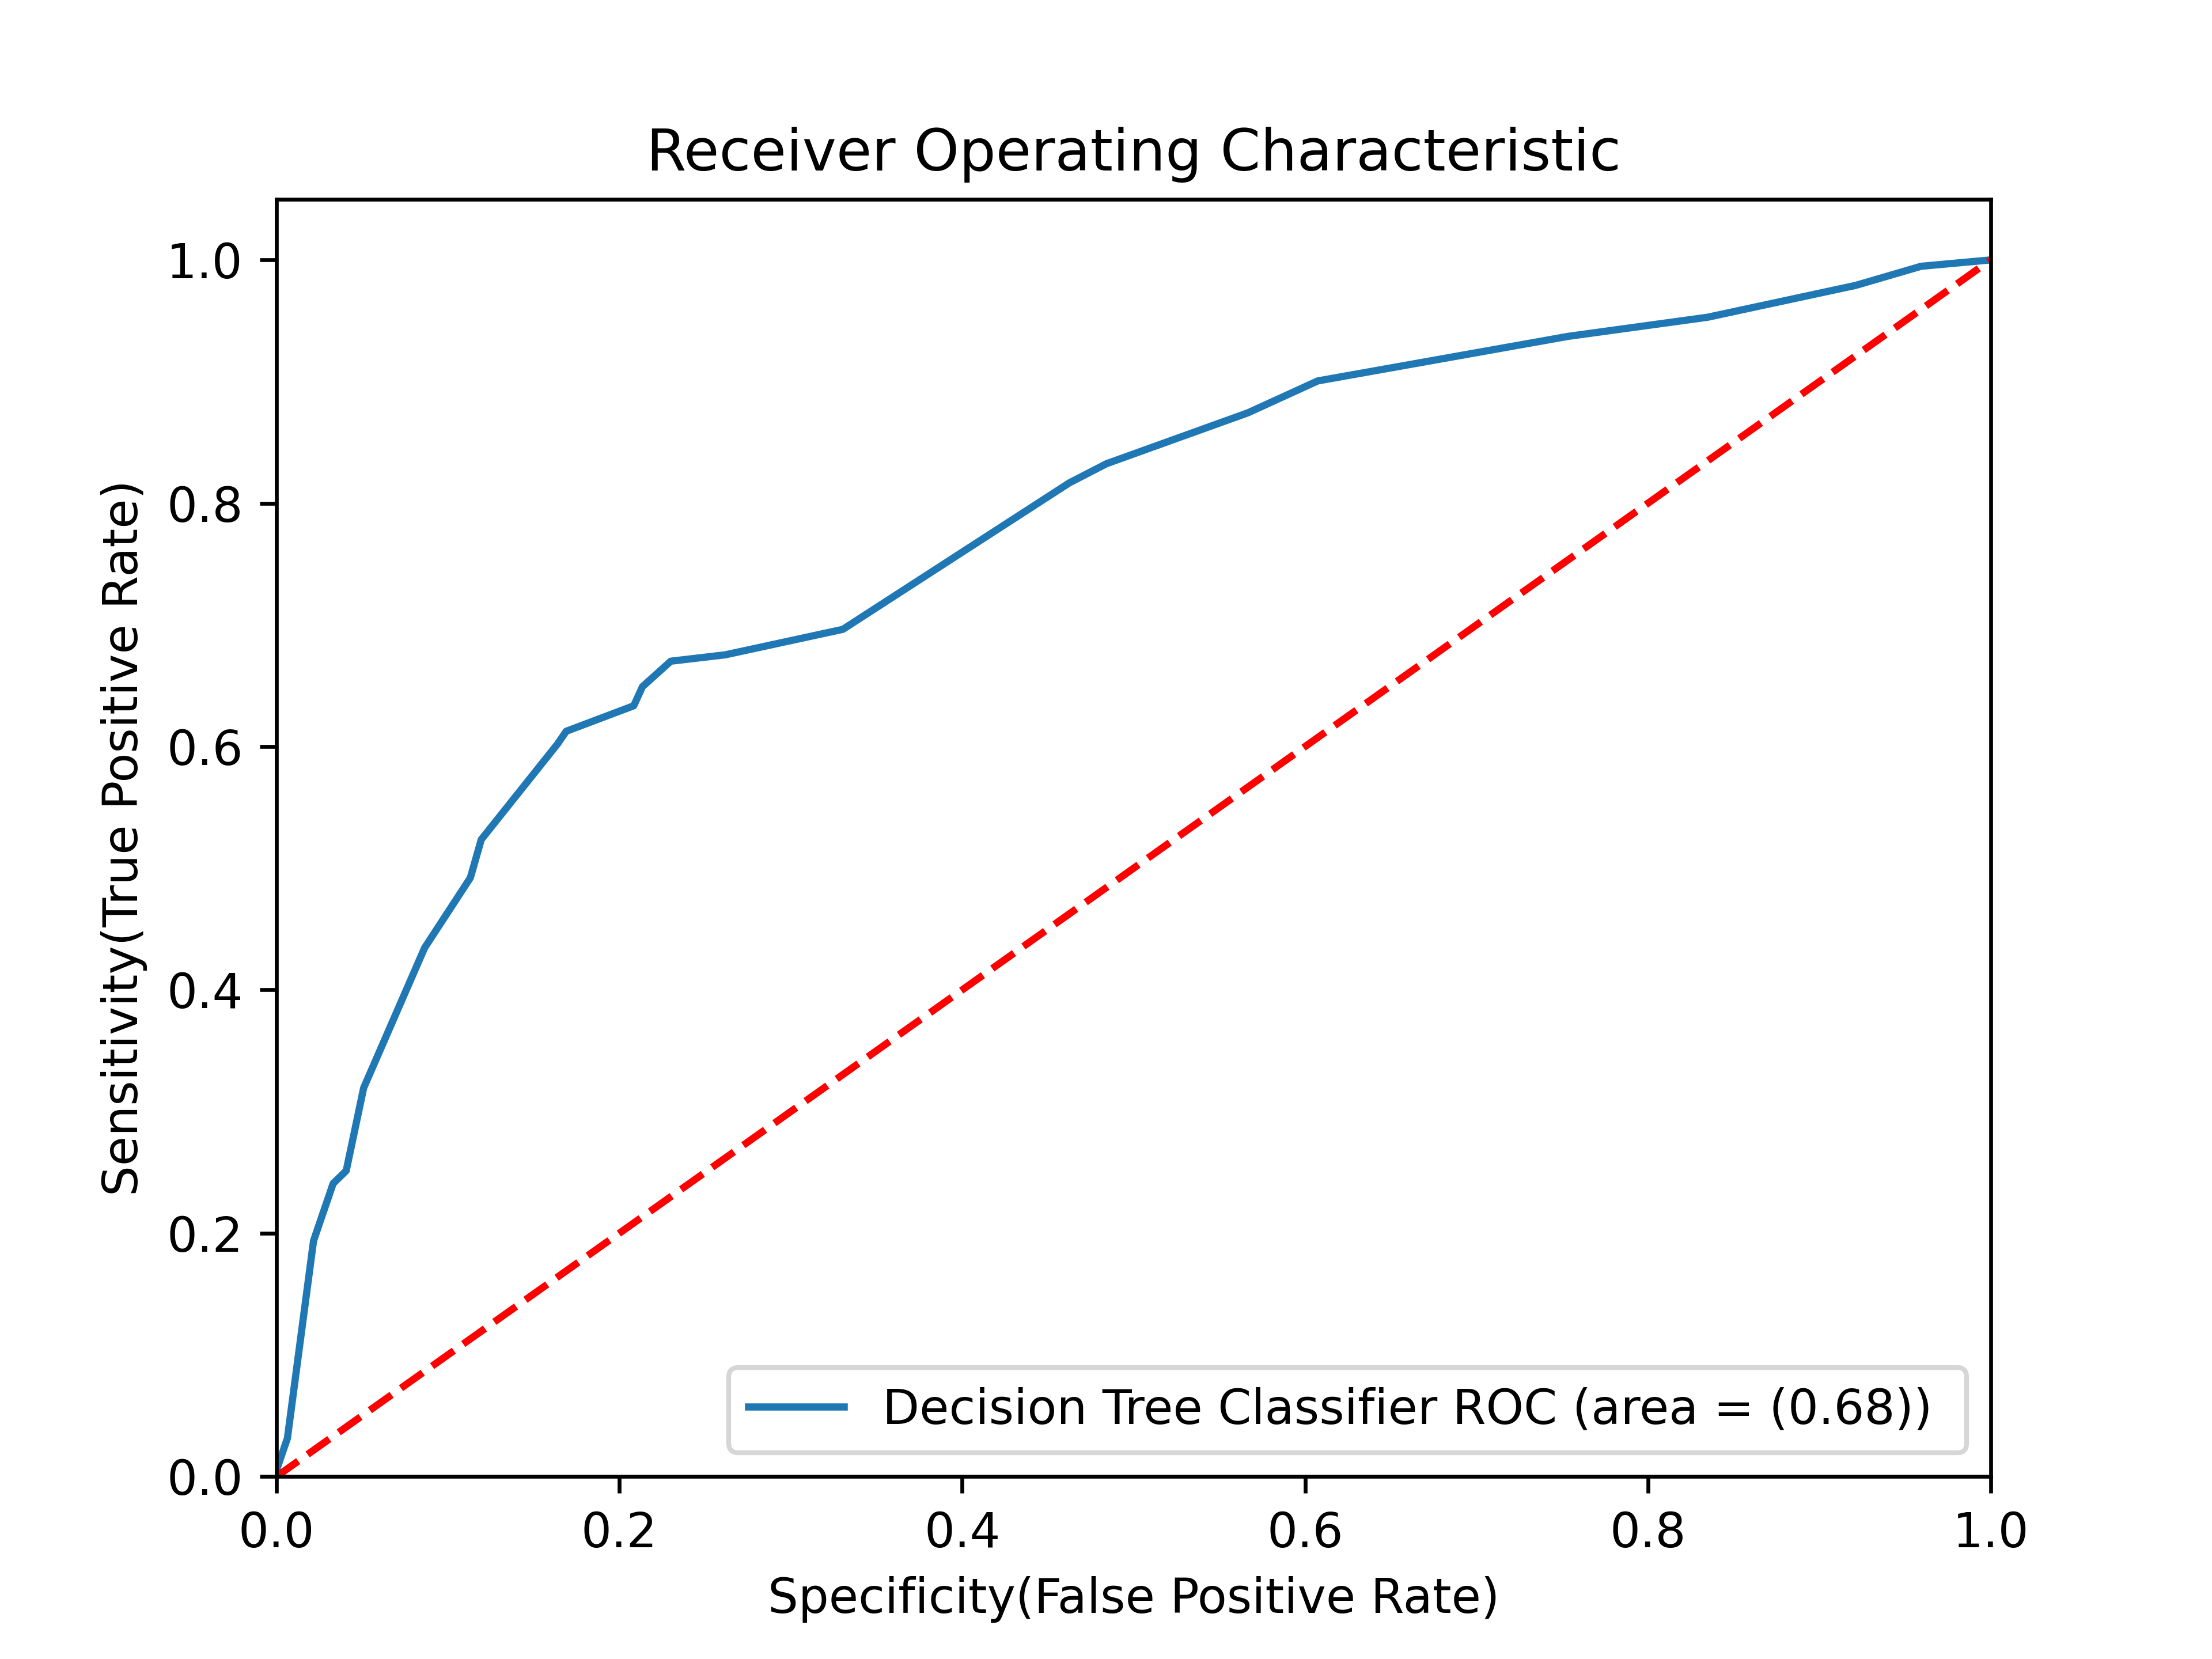 Receiver Operating Characteristic
Sensitivity(True Positive Rate)
1.0
0.8
0.6
0.4
0.2
0.0
Decision Tree Classifier ROC (area = (0.68))
0.0 0.2 0.4 0.6 0.8 1.0
Specificity(False Positive Rate)